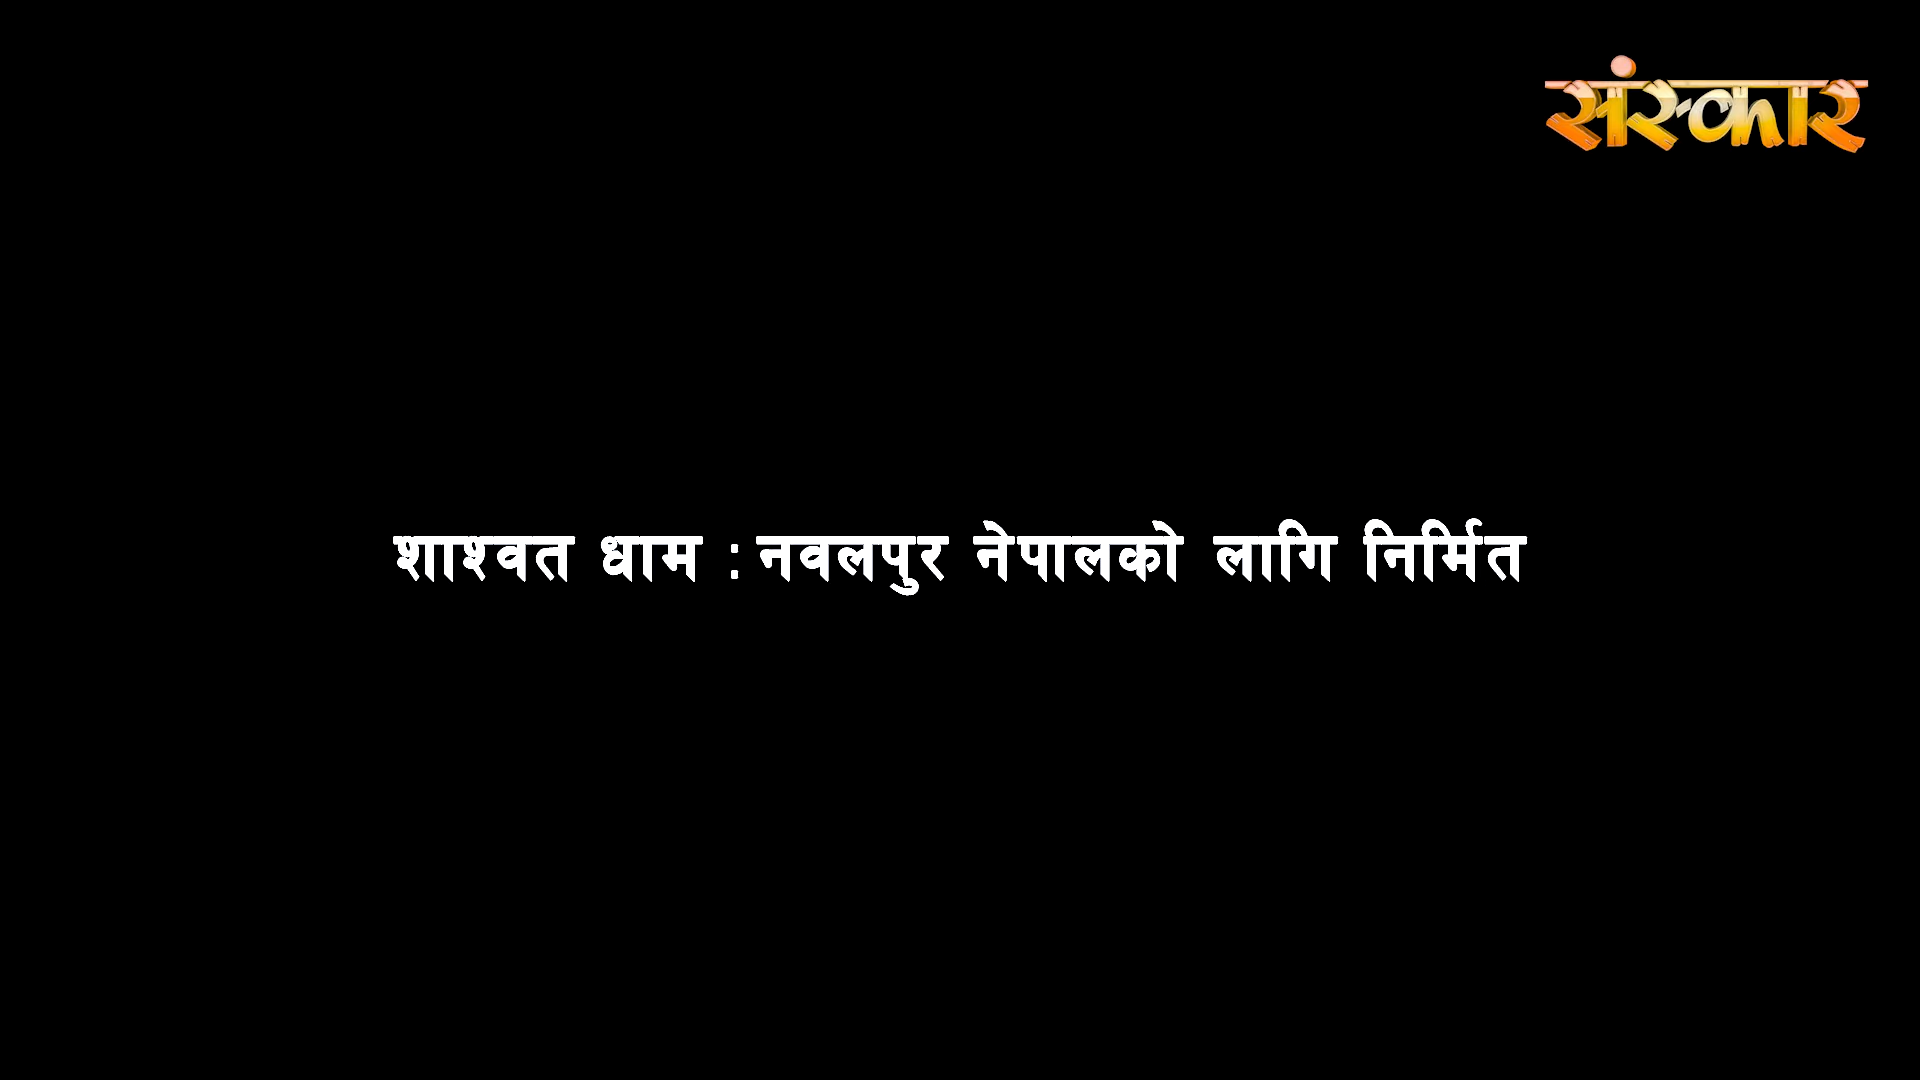 संस्कार
शाश्वत धाम : नवलपुर नेपालको लागि निर्मित